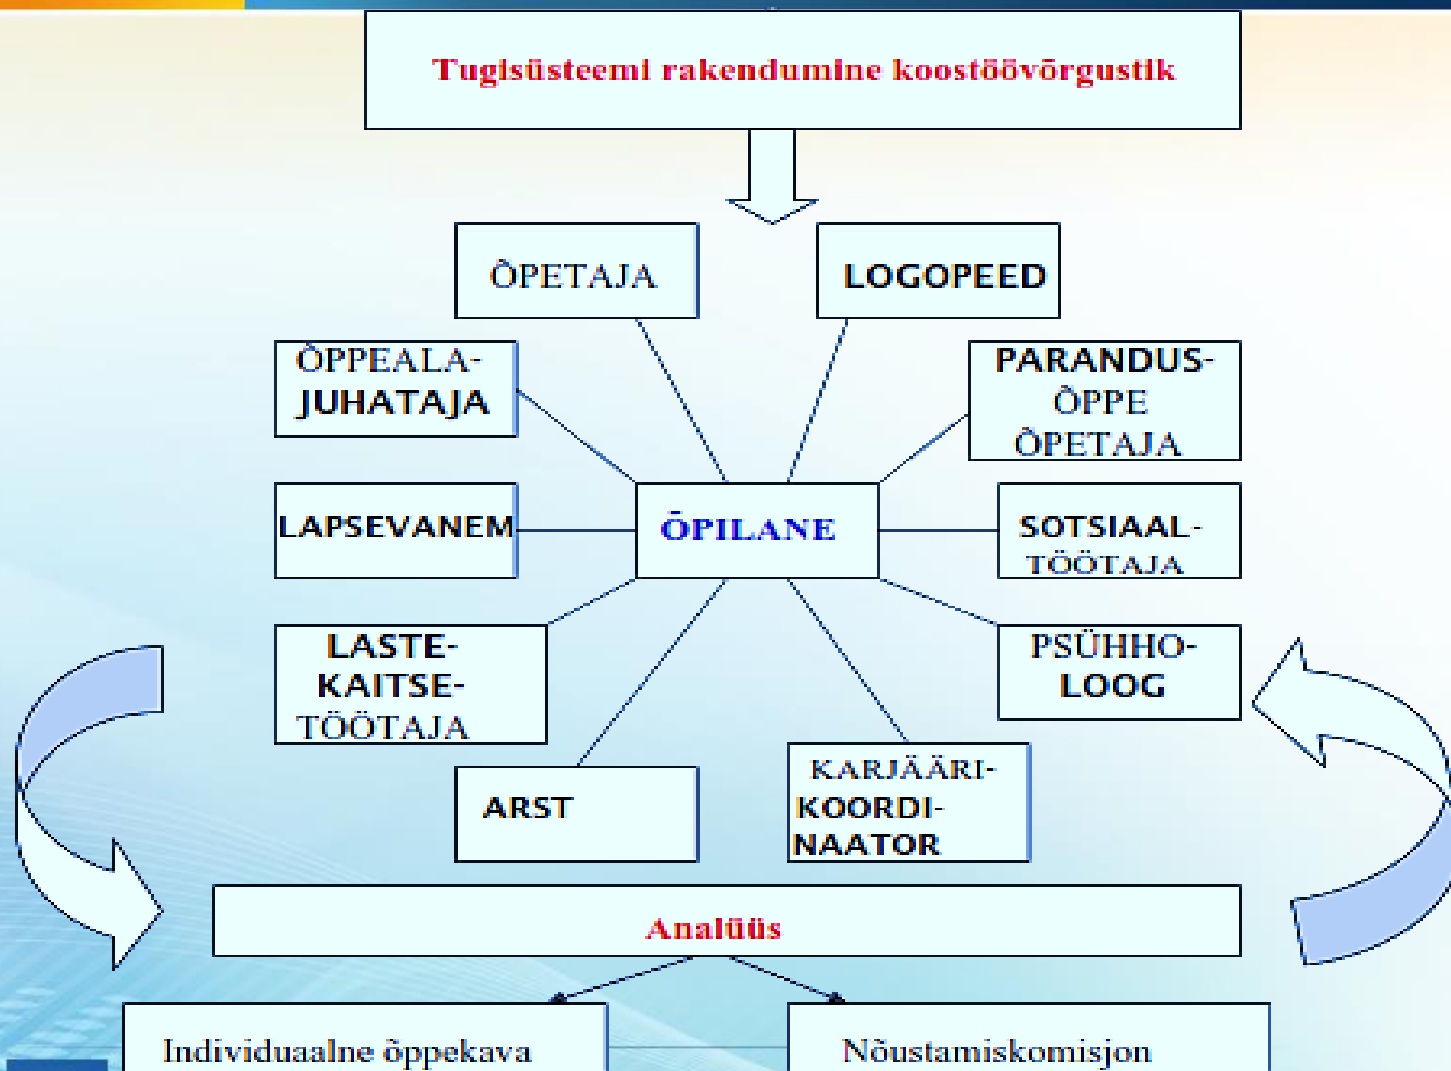 Tugisüsteemi rakendumine koostöövõrgustik
ÕPETAJA
LOGOPEED
ÕPPEALA-
JUHATAJA
PARANDUS-
ÕPPE
ÕPETAJA
LAPSEVANEM
ÕPILANE
SOTSIAAL-
TÖÖTAJA
LASTE-
KAITSE-
TÖÖTAJA
PSÜHHO-
LOOG
ARST
KARJÄÄRI-
KOORDI-
NAATOR
Analüüs
Individuaalne õppekava
Nõustamiskomisjon